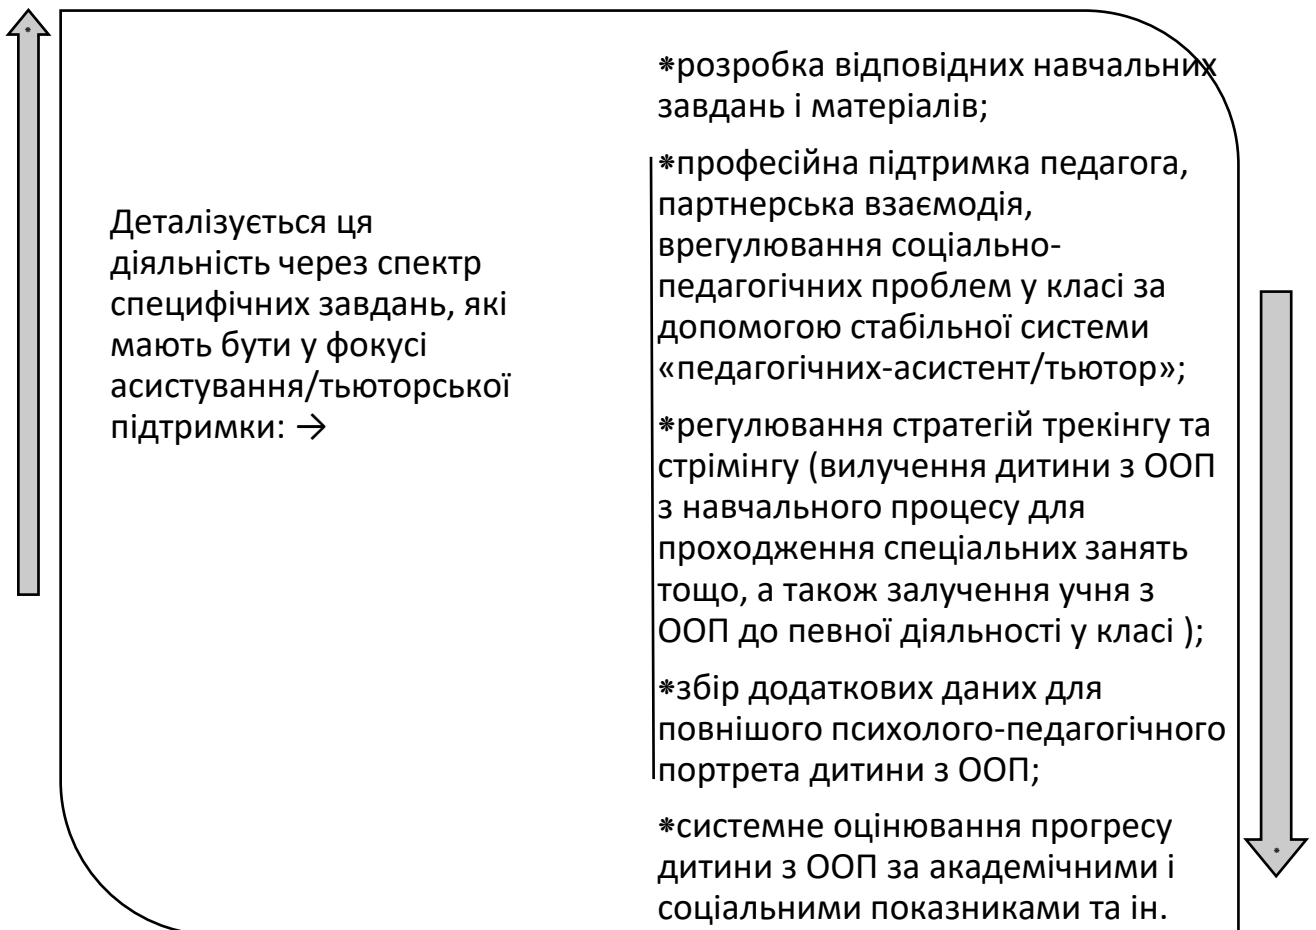 Деталізується ця
діяльність через спектр
специфічних завдань, які
мають бути у фокусі
асистування/тьюторської
підтримки: →
*розробка відповідних навчальних
завдань і матеріалів;
*професійна підтримка педагога,
партнерська взаємодія,
врегулювання соціально-
педагогічних проблем у класі за
допомогою стабільної системи
«педагогічних-асистент/тьютор»;
*регулювання стратегій трекінгу та
стрімінгу (вилучення дитини з ООП
з навчального процесу для
проходження спеціальних занять
тощо, а також залучення учня з
ООП до певної діяльності у класі );
*збір додаткових даних для
повнішого психолого-педагогічного
портрета дитини з ООП;
*системне оцінювання прогресу
дитини з ООП за академічними і
соціальними показниками та ін.